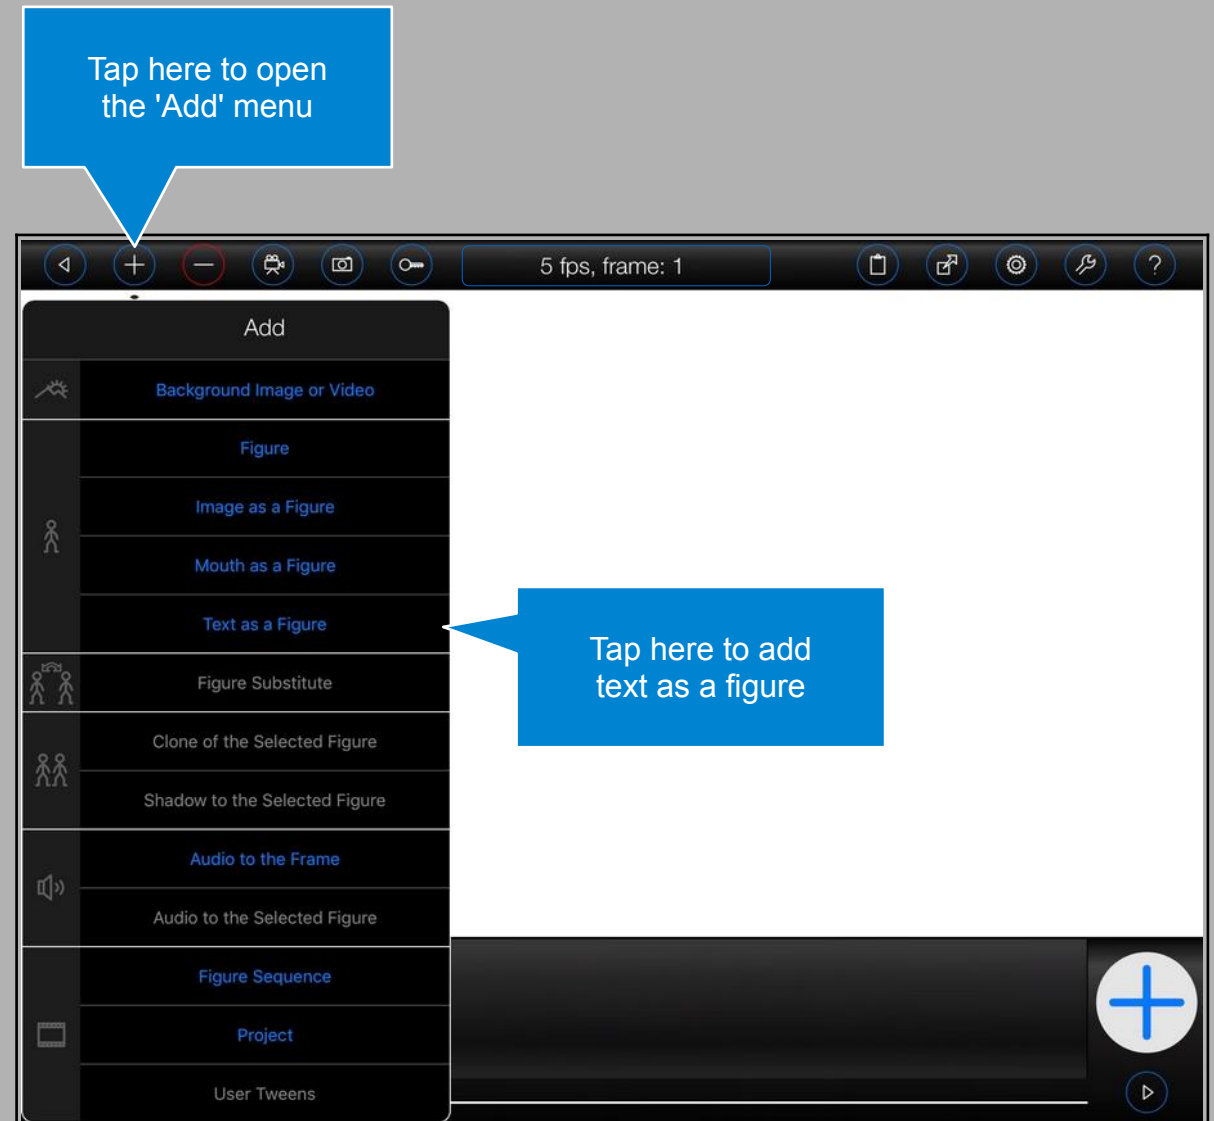 Tap here to open
the 'Add' menu
5 fps, frame: 1
?
Add
Background Image or Video
Figure
Image as a Figure
Mouth as a Figure
Text as a Figure
Tap here to add
text as a figure
Figure Substitute
Clone of the Selected Figure
Shadow to the Selected Figure
Audio to the Frame
Audio to the Selected Figure
Figure Sequence
Project
User Tweens